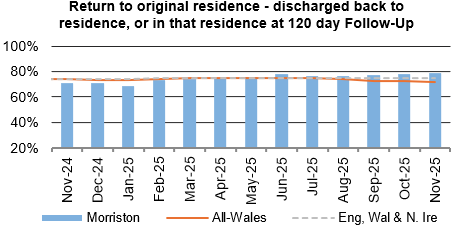 Return to original residence - discharged back to
residence, or in that residence at 120 day Follow-Up
100%
80%
60%
40%
20%
Nov-24
Dec-24
Jan-25
Feb-25
Mar-25
Apr-25
May-25
Jun-25
Jul-25
Aug-25
Sep-25
Oct-25
Nov-25
Morriston
All-Wales
Eng, Wal & N. Ire